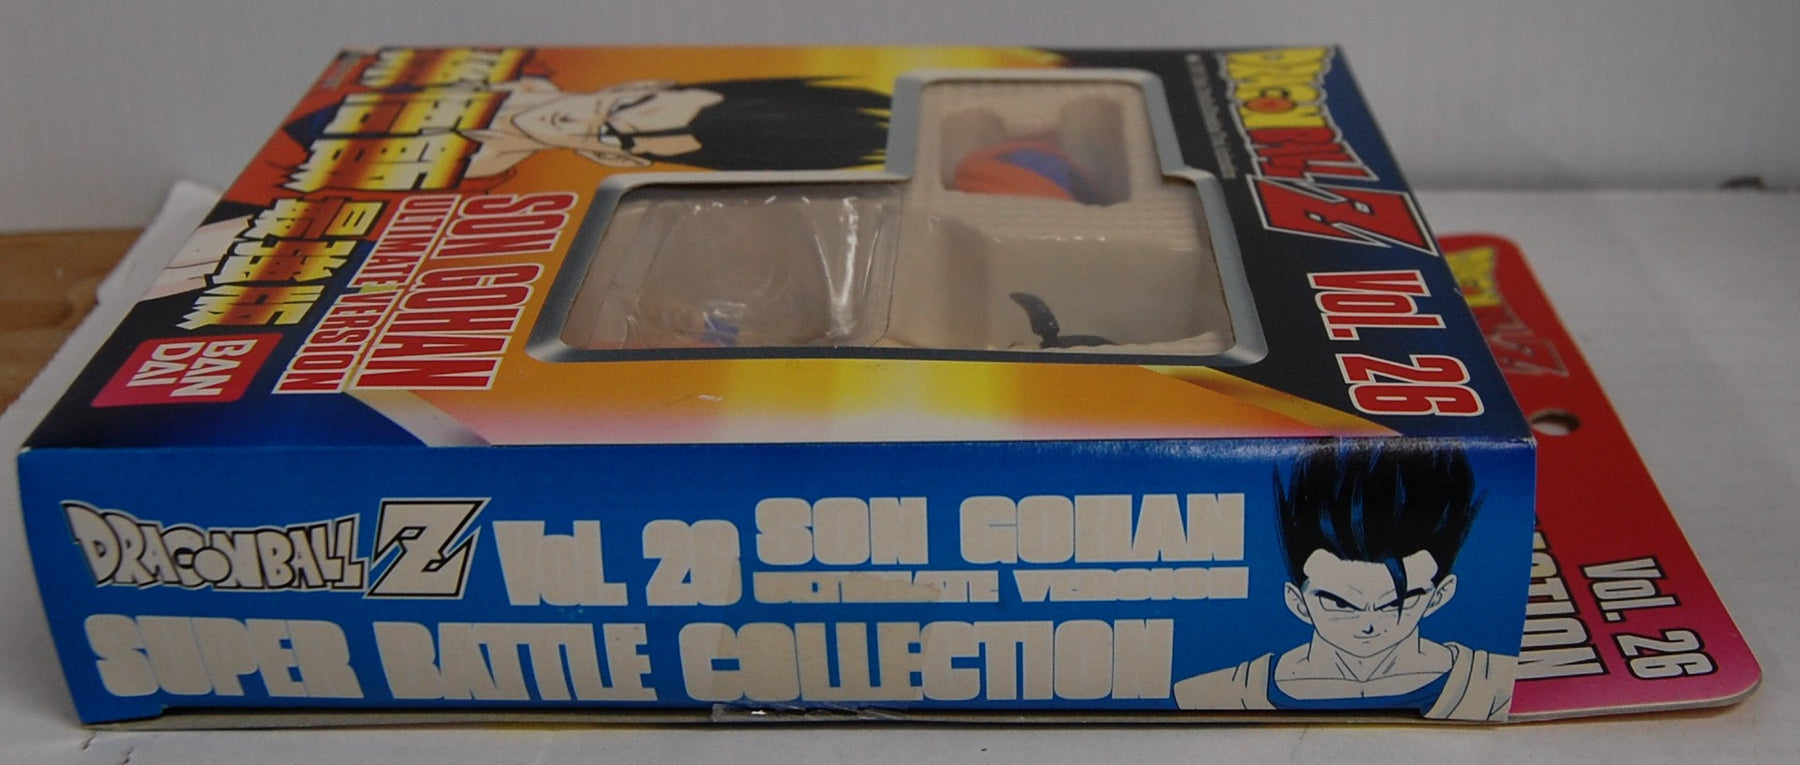 DRAGON BALL Z
Vol. 26
SON GOHAN
ULTIMATE VERSION
BAN
DAI
DRAGONBALL Z
Vol. 26
SON GOHAN
ULTIMATE VERSION
SUPER BATTLE COLLECTION
Vol. 26
CTION